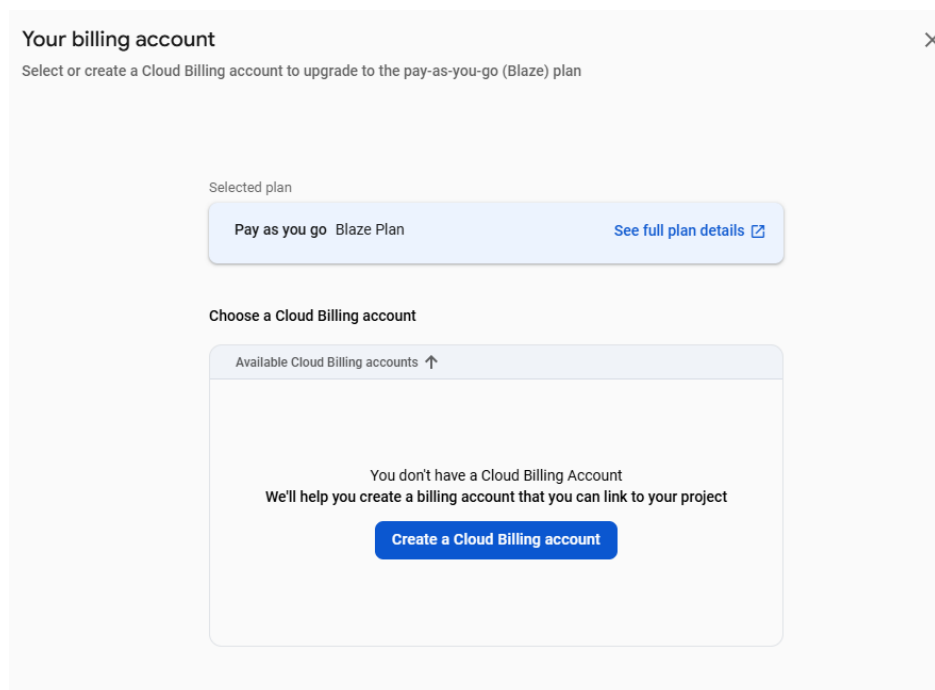 Your billing account
Select or create a Cloud Billing account to upgrade to the pay-as-you-go (Blaze) plan
Selected plan
Pay as you go Blaze Plan See full plan details
Choose a Cloud Billing account
Available Cloud Billing accounts
You don't have a Cloud Billing Account
We'll help you create a billing account that you can link to your project
Create a Cloud Billing account